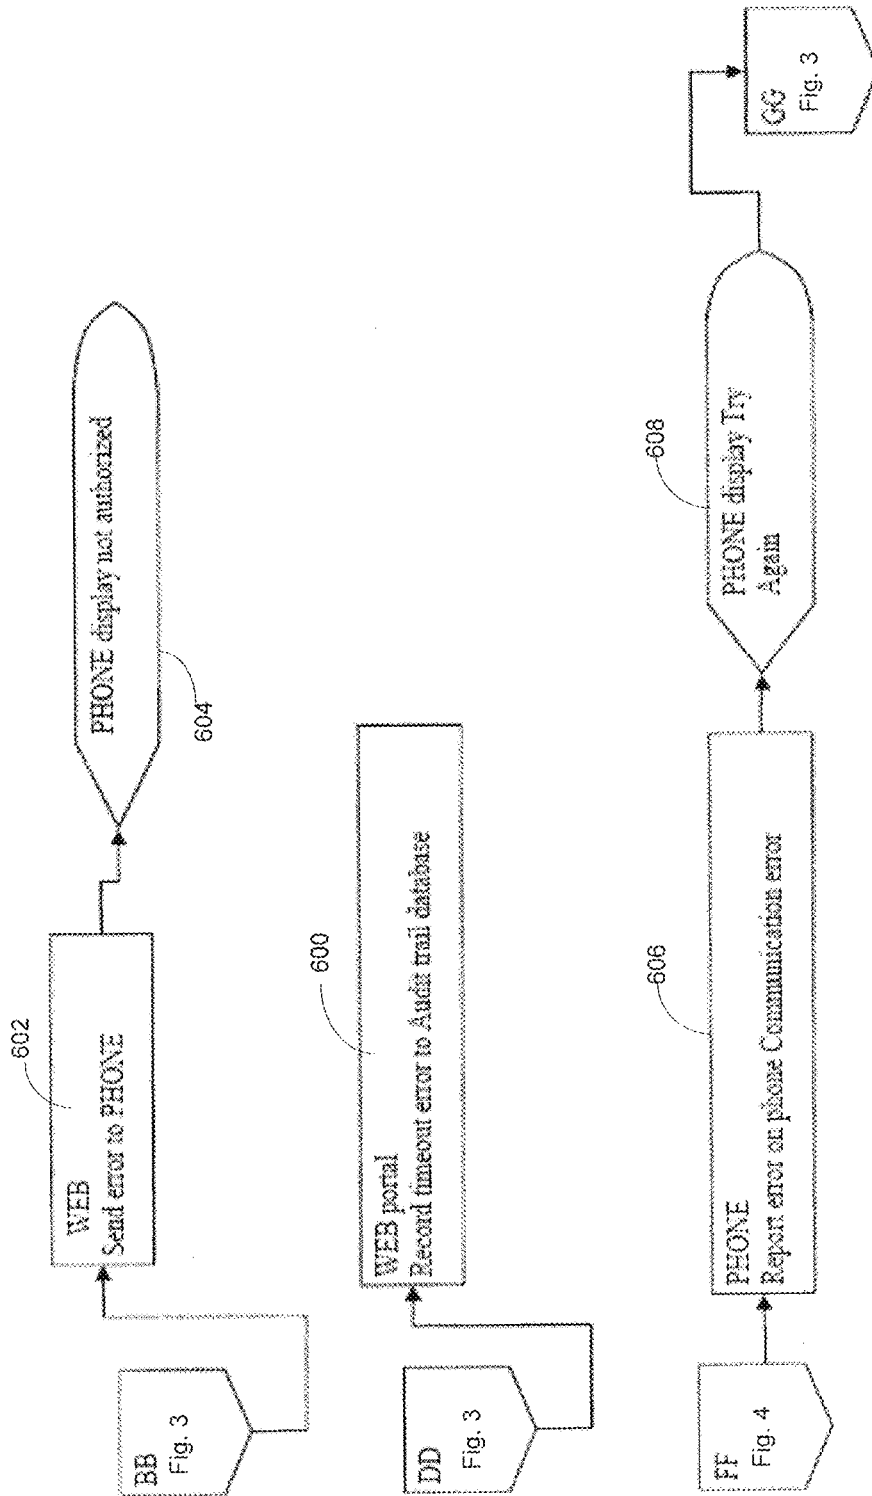 BB
Fig. 3
WEB
Send error to PHONE
602
PHONE display not authorized
604
DD
Fig. 3
WEB portal
Record timeout error to Audit trail database
600
FF
Fig. 4
PHONE
Report error on phone Communication error
606
PHONE display Try
Again
608
GG
Fig. 3